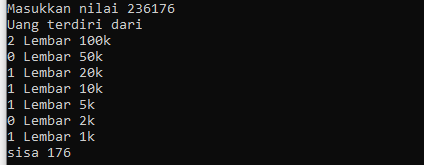 Masukkan nilai 236176
Uang terdiri dari
2 Lembar 100k
0 Lembar 50k
1 Lembar 20k
1 Lembar 10k
1 Lembar 5k
0 Lembar 2k
1 Lembar 1k
sisa 176